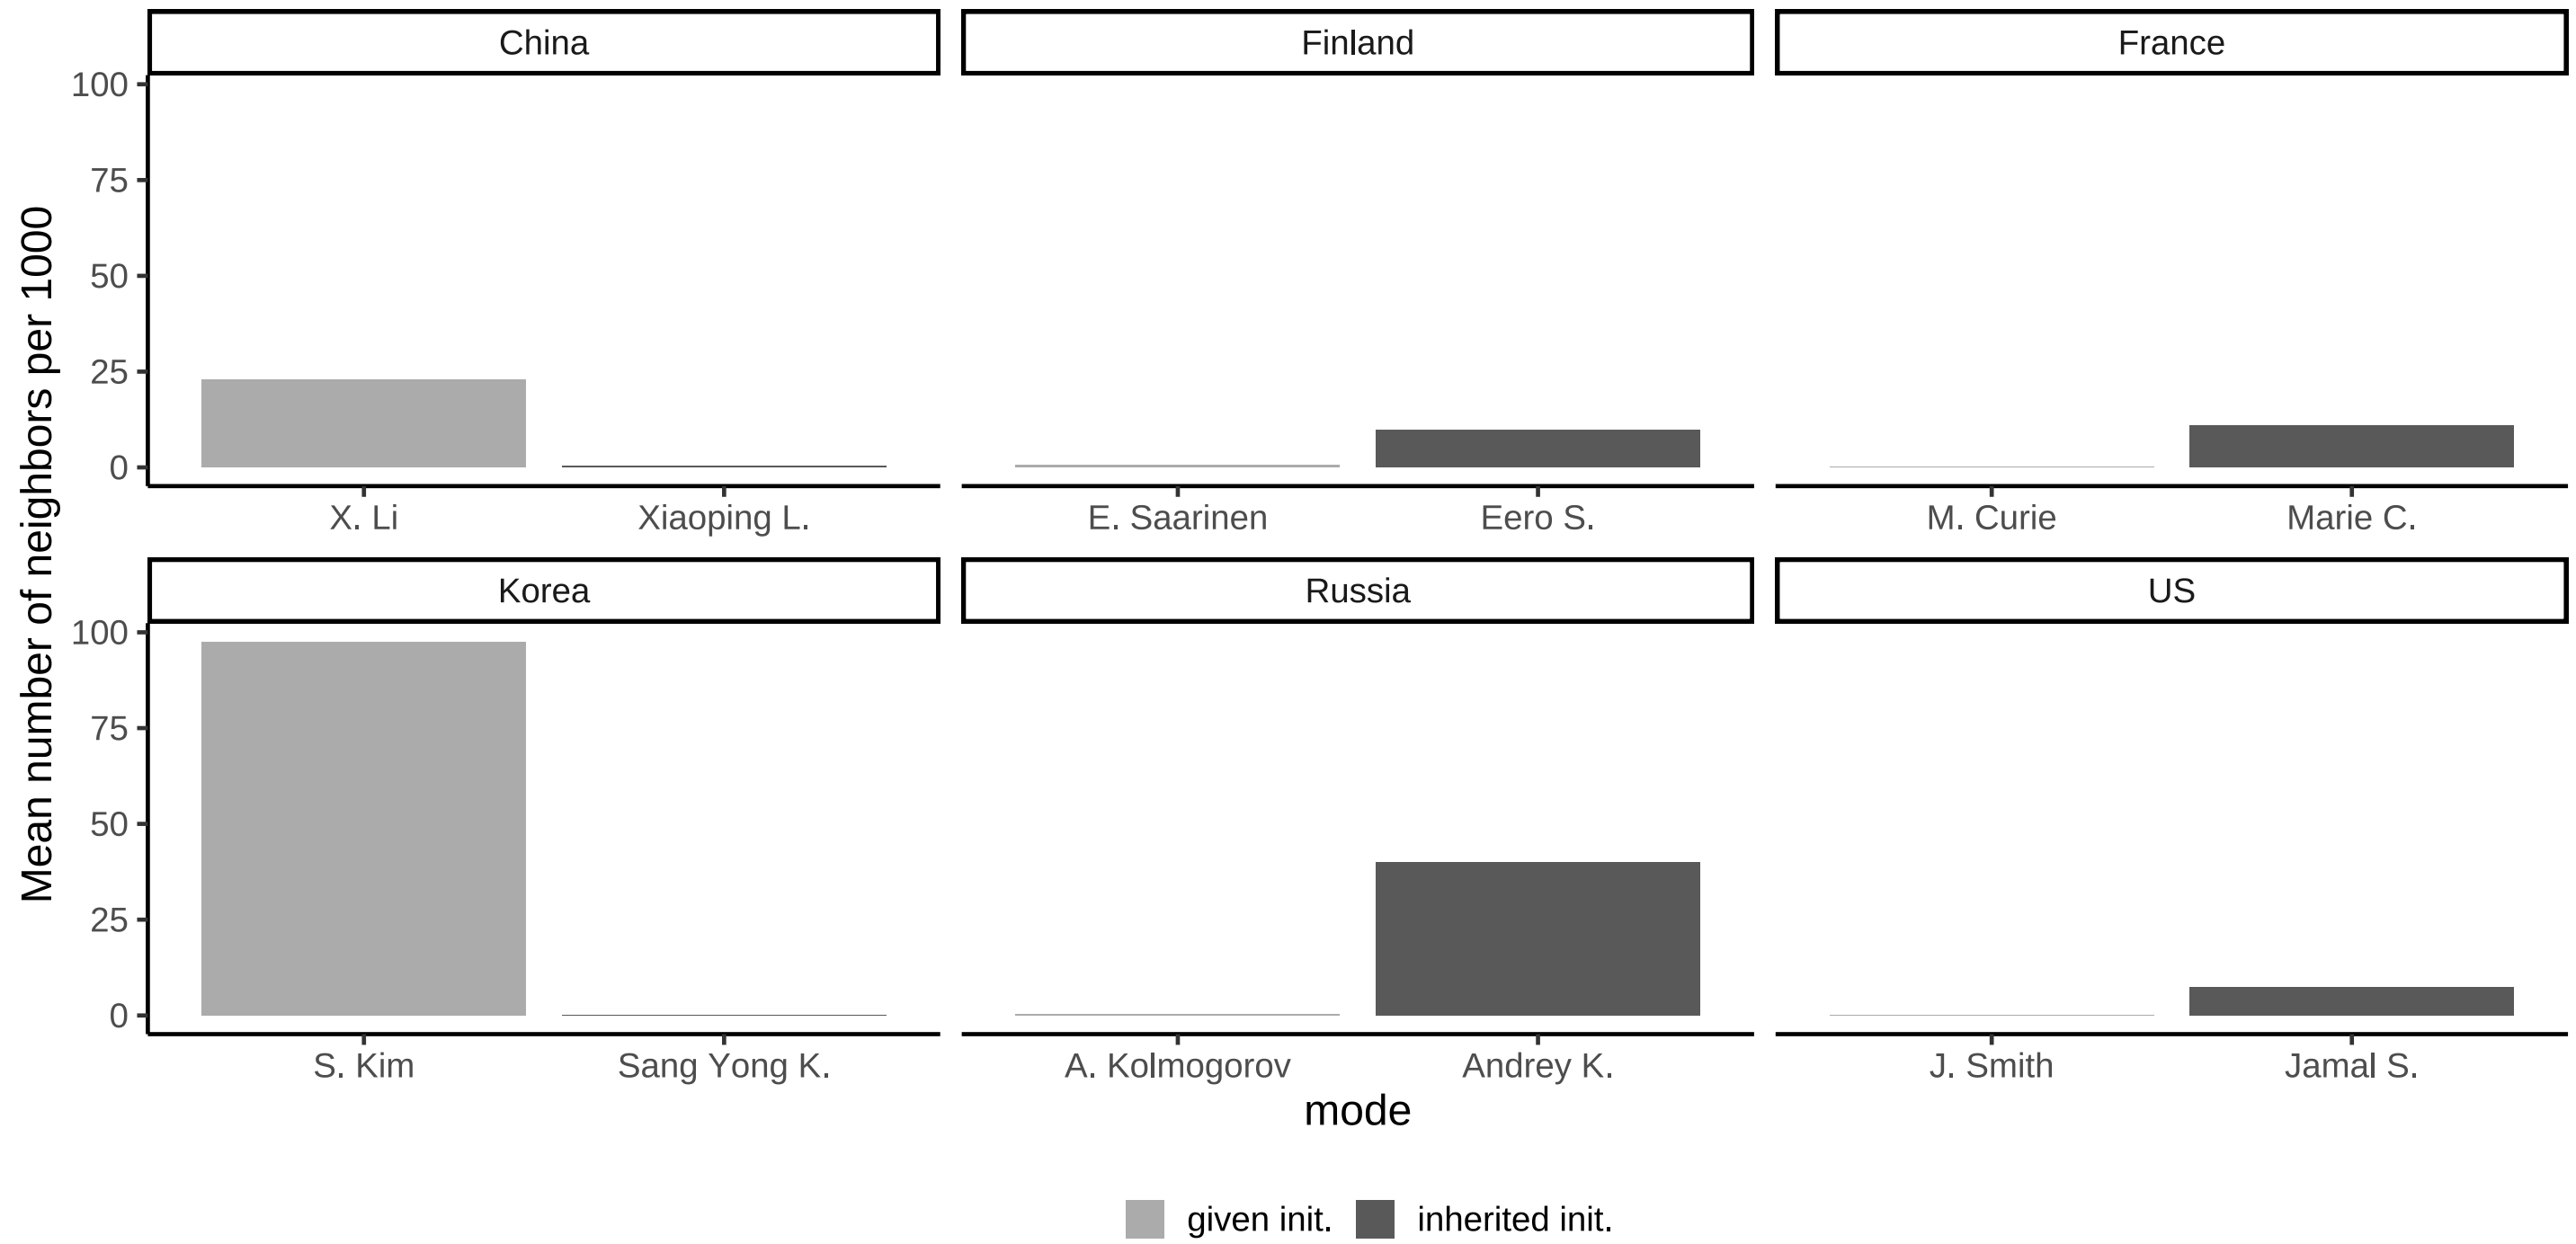 Mean number of neighbors per 1000
China
Finland
France
100
75
50
25
0
X. Li
Xiaoping L.
E. Saarinen
Eero S.
M. Curie
Marie C.
Korea
Russia
US
100
75
50
25
0
S. Kim
Sang Yong K.
A. Kolmogorov
Andrey K.
J. Smith
Jamal S.
mode
given init.
inherited init.